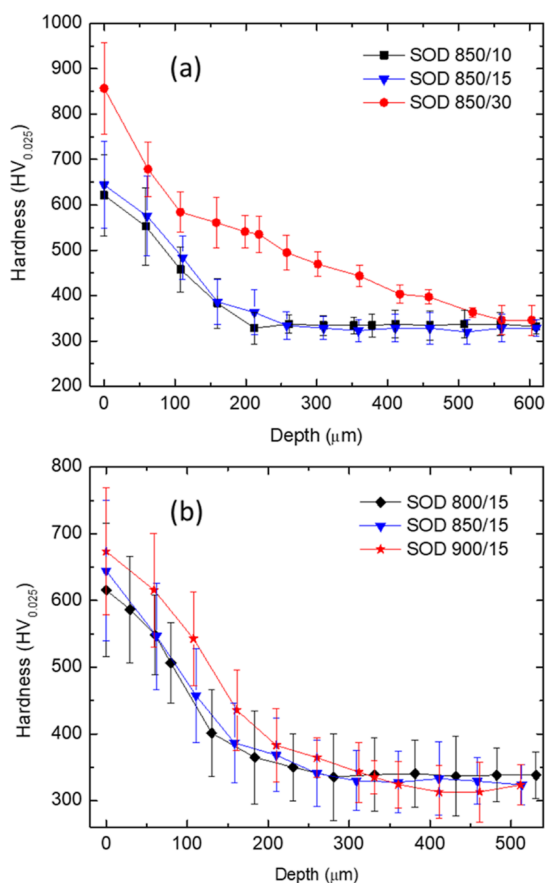 1000
900
800
700
600
500
400
300
200
Hardness (HV0.025)
(a)
SOD 850/10
SOD 850/15
SOD 850/30
0 100 200 300 400 500 600
Depth (μm)
800
700
600
500
400
300
Hardness (HV0.025)
(b)
SOD 800/15
SOD 850/15
SOD 900/15
0 100 200 300 400 500
Depth (μm)